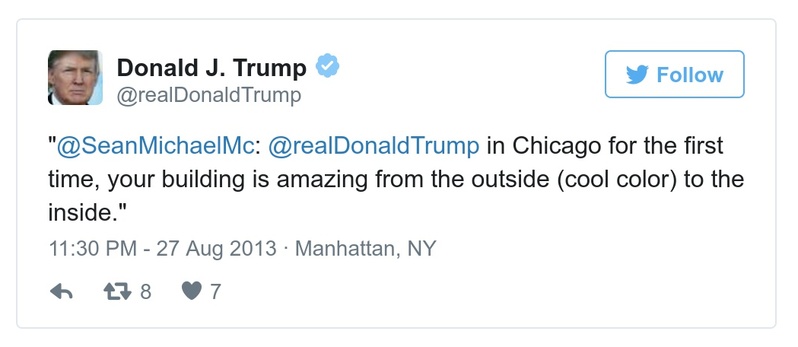 Donald J. Trump
@realDonaldTrump
Follow
"@SeanMichaelMc: @realDonaldTrump in Chicago for the first
time, your building is amazing from the outside (cool color) to the
inside."
11:30 PM - 27 Aug 2013 · Manhattan, NY
8 7